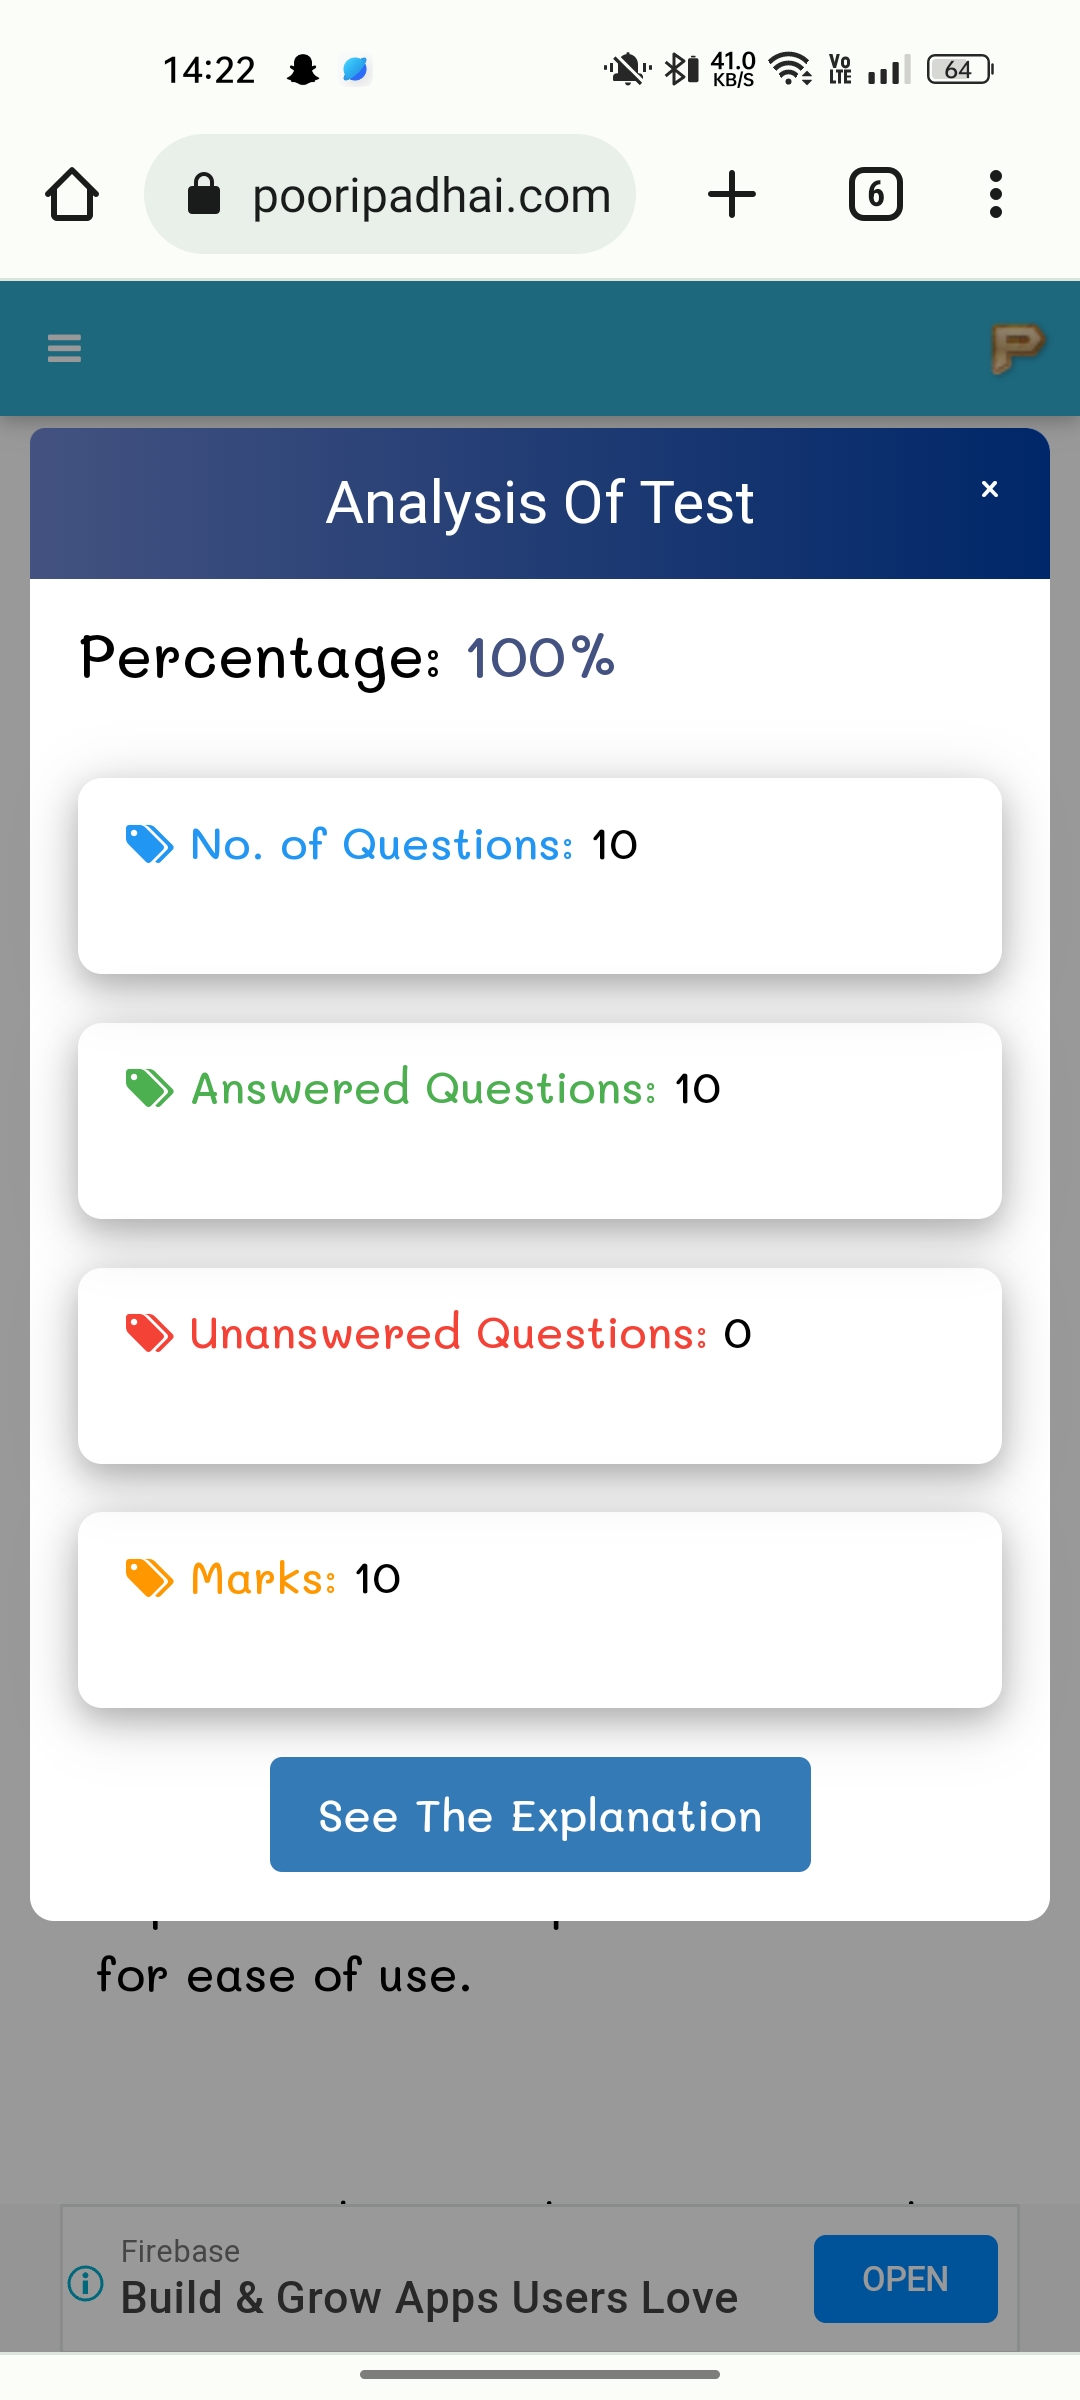 14:22
41.0
KB/S
Vo
LTE
64
pooripadhai.com
6
P
Analysis Of Test
×
Percentage: 100%
No. of Questions: 10
Answered Questions: 10
Unanswered Questions: 0
Marks: 10
See The Explanation
for ease of use.
Firebase
Build & Grow Apps Users Love
OPEN